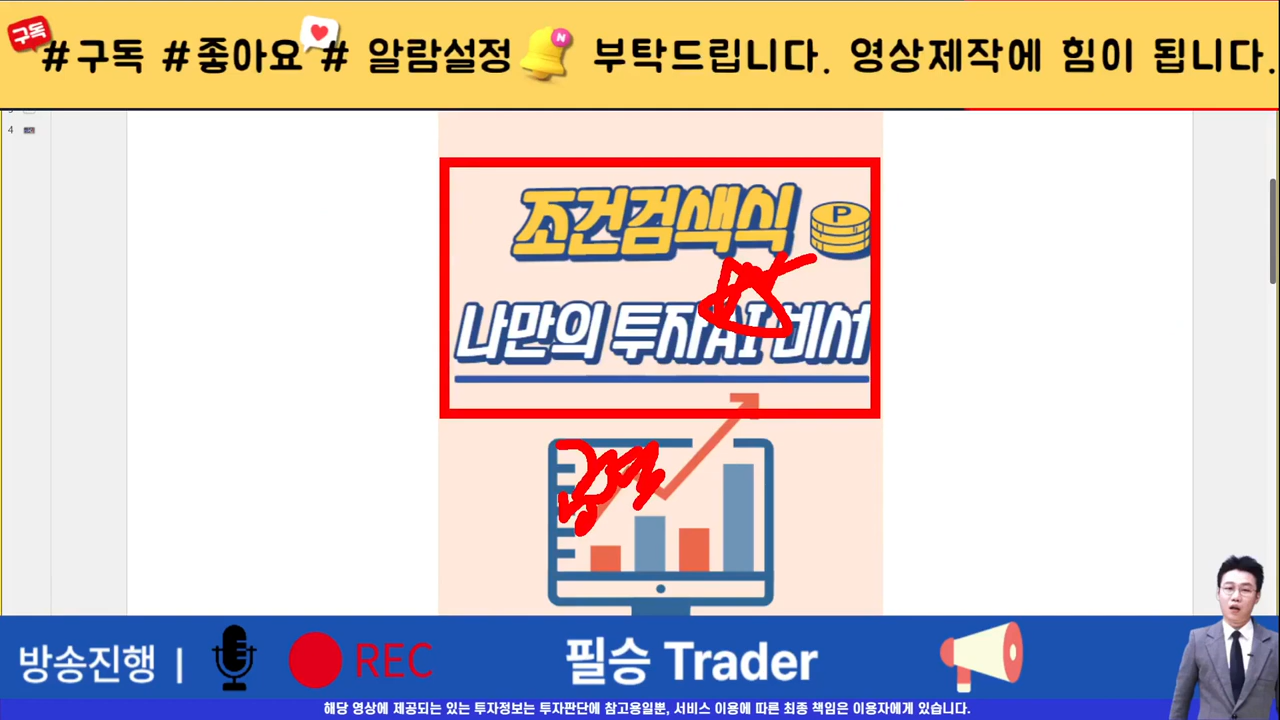 구독
#구독 #좋아요 # 알람설정 N 부탁드립니다. 영상제작에 힘이 됩니다.
4
조건검색식 P
나만의 투자AI 비서
방송진행 | REC 필승 Trader
해당 영상에 제공되는 있는 투자정보는 투자판단에 참고용일뿐, 서비스 이용에 따른 최종 책임은 이용자에게 있습니다.